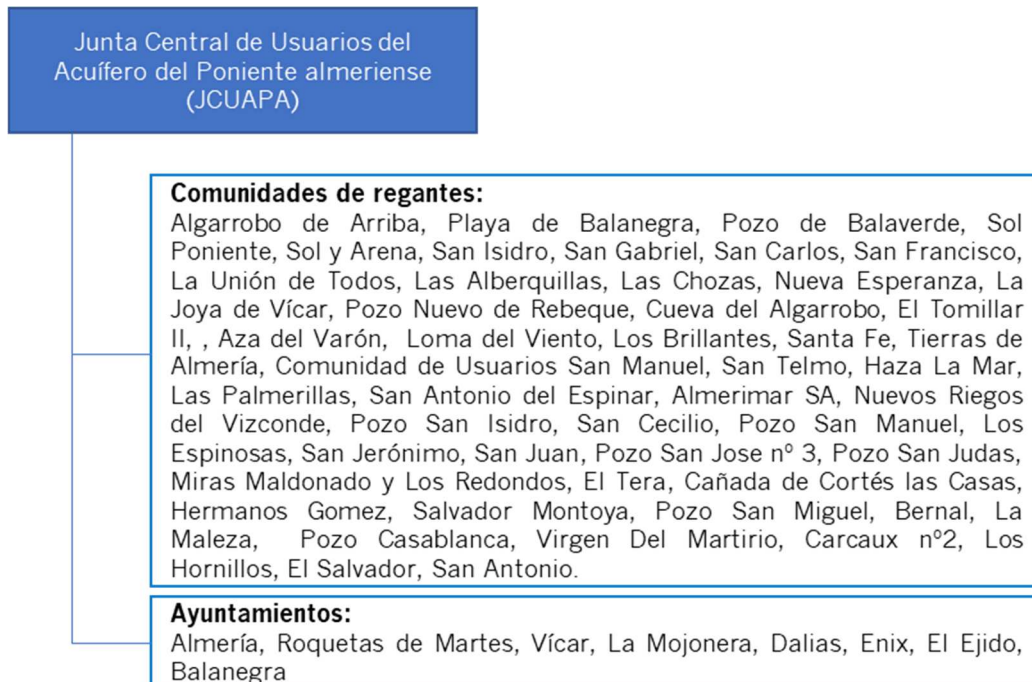 Junta Central de Usuarios del
Acuífero del Poniente almeriense
(JCUAPA)
Comunidades de regantes:
Algarrobo de Arriba, Playa de Balanegra, Pozo de Balaverde, Sol
Poniente, Sol y Arena, San Isidro, San Gabriel, San Carlos, San Francisco,
La Unión de Todos, Las Alberquillas, Las Chozas, Nueva Esperanza, La
Joya de Vícar, Pozo Nuevo de Rebeque, Cueva del Algarrobo, El Tomillar
II, , Aza del Varón, Loma del Viento, Los Brillantes, Santa Fe, Tierras de
Almería, Comunidad de Usuarios San Manuel, San Telmo, Haza La Mar,
Las Palmerillas, San Antonio del Espinar, Almerimar SA, Nuevos Riegos
del Vizconde, Pozo San Isidro, San Cecilio, Pozo San Manuel, Los
Espinosas, San Jerónimo, San Juan, Pozo San Jose nº 3, Pozo San Judas,
Miras Maldonado y Los Redondos, El Tera, Cañada de Cortés las Casas,
Hermanos Gomez, Salvador Montoya, Pozo San Miguel, Bernal, La
Maleza, Pozo Casablanca, Virgen Del Martirio, Carcaux nº2, Los
Hornillos, El Salvador, San Antonio.
Ayuntamientos:
Almería, Roquetas de Martes, Vícar, La Mojonera, Dalias, Enix, El Ejido,
Balanegra